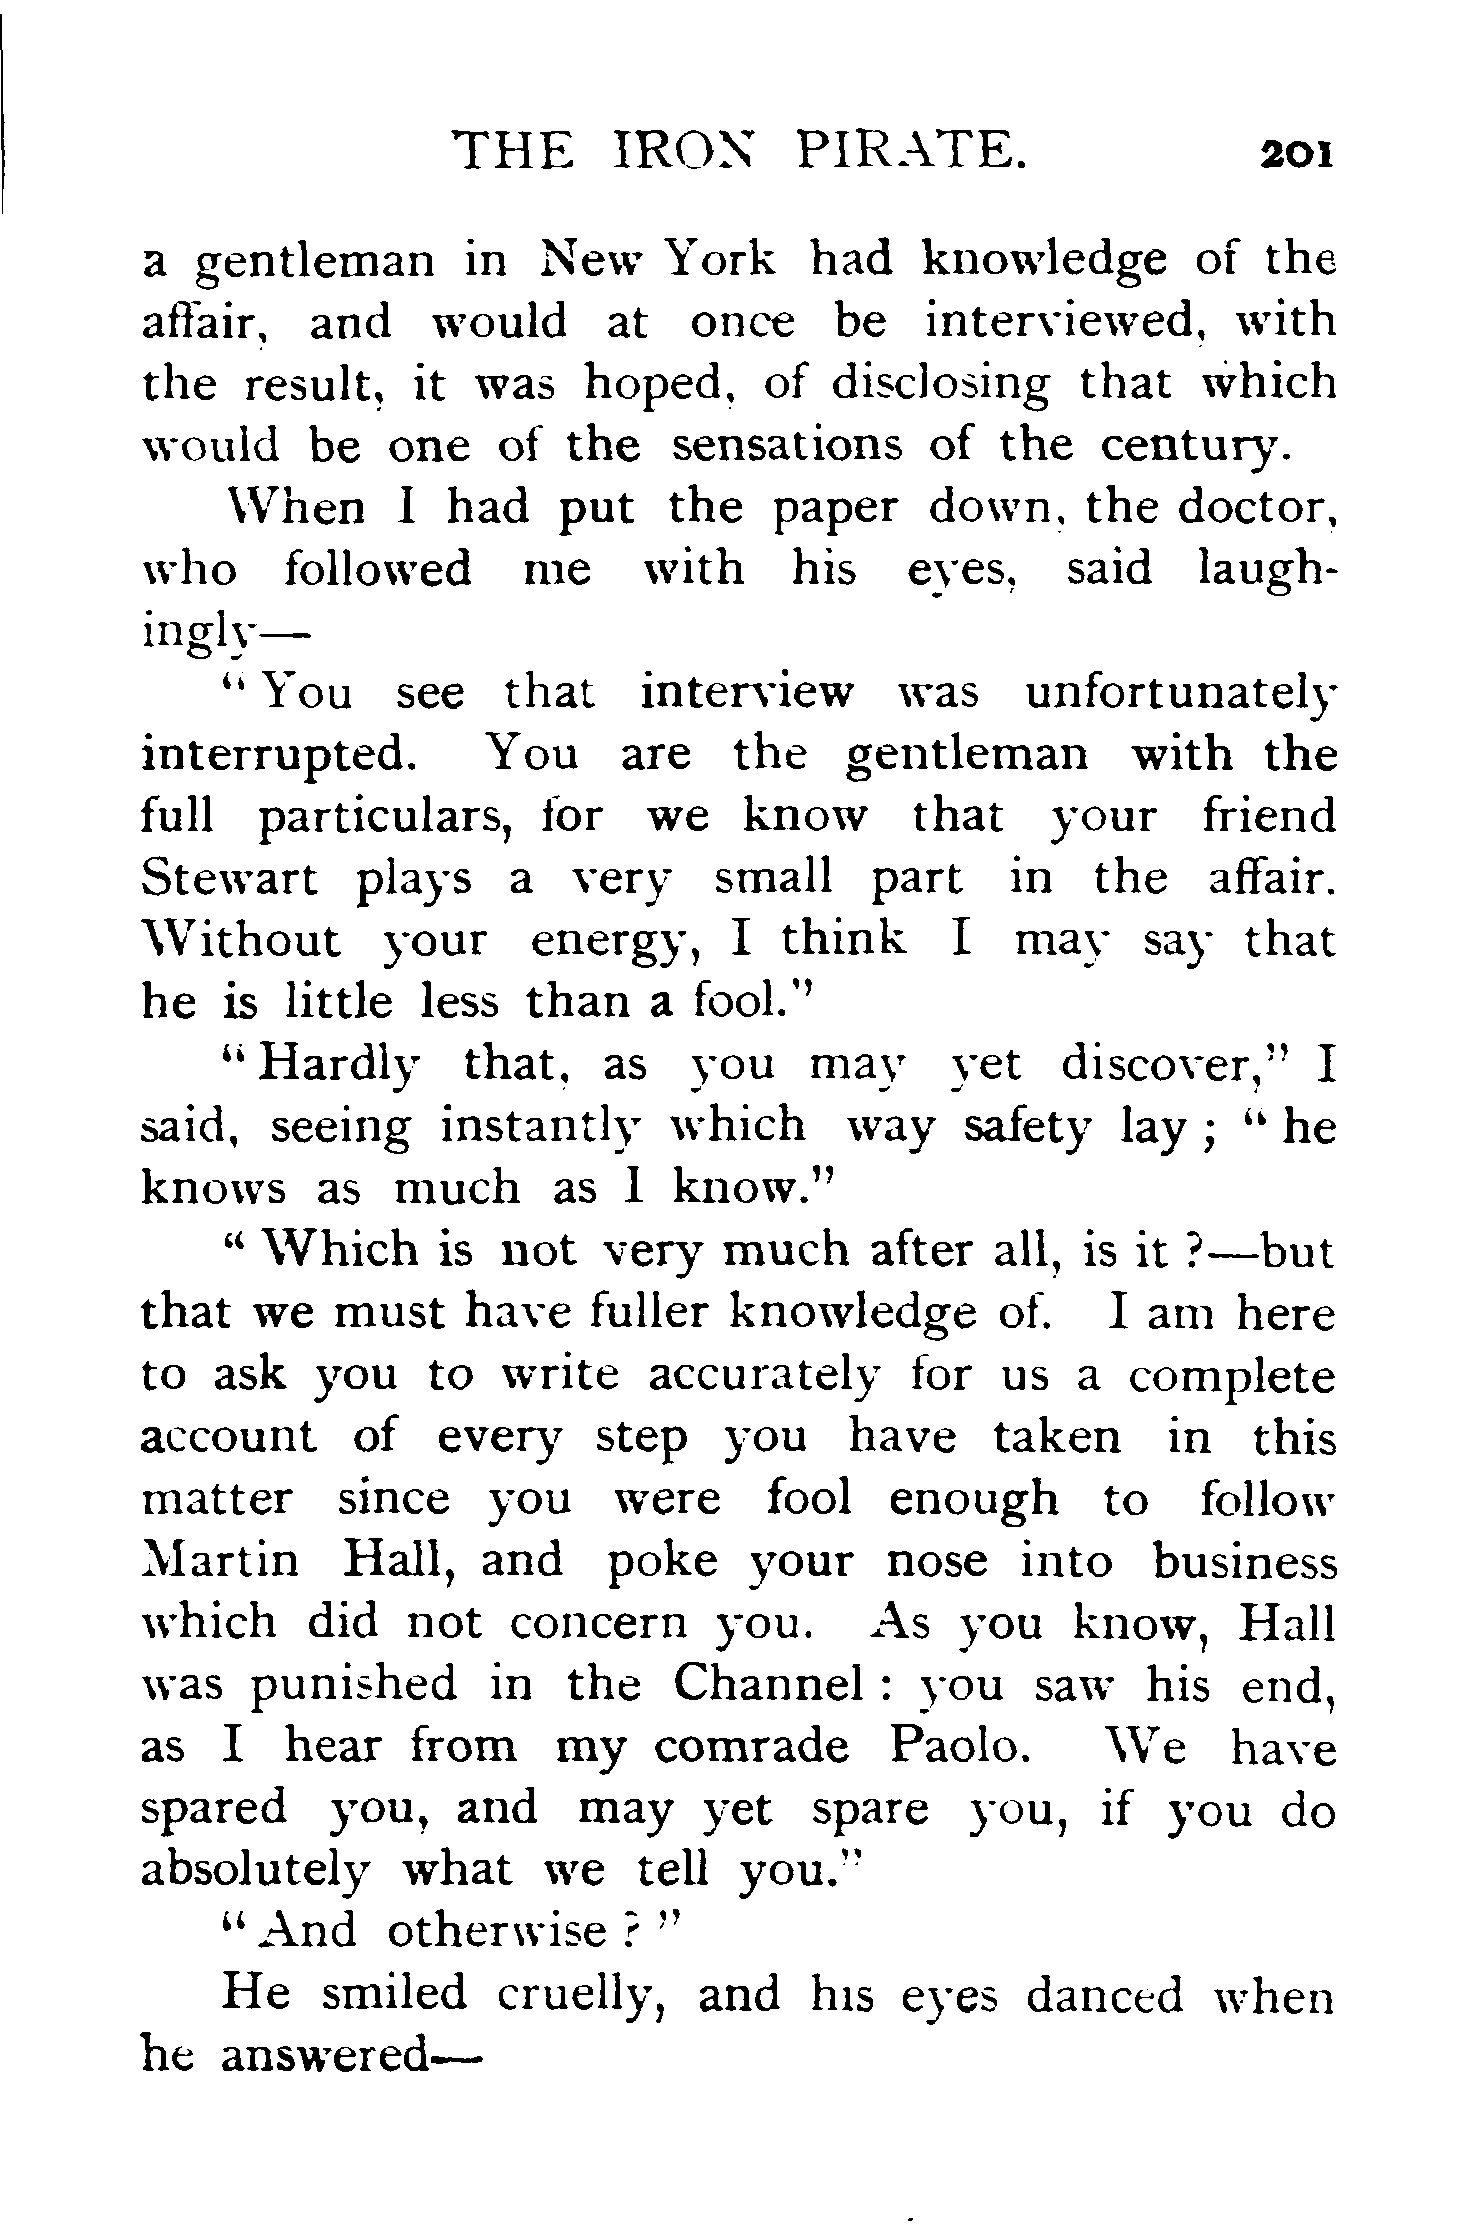 THE IRON PIRATE. 201
a gentleman in New York had knowledge of the
affair, and would at once be interviewed, with
the result, it was hoped, of disclosing that which
would be one of the sensations of the century.
When I had put the paper down, the doctor,
who followed me with his eyes, said laugh-
ingly—
“ You see that interview was unfortunately
interrupted. You are the gentleman with the
full particulars, for we know that your friend
Stewart plays a very small part in the affair.
Without your energy, I think I may say that
he is little less than a fool.”
“ Hardly that, as you may yet discover,” I
said, seeing instantly which way safety lay ; “ he
knows as much as I know.”
“ Which is not very much after all, is it ?—but
that we must have fuller knowledge of. I am here
to ask you to write accurately for us a complete
account of every step you have taken in this
matter since you were fool enough to follow
Martin Hall, and poke your nose into business
which did not concern you. As you know, Hall
was punished in the Channel : you saw his end,
as I hear from my comrade Paolo. We have
spared you, and may yet spare you, if you do
absolutely what we tell you.”
“ And otherwise ? ”
He smiled cruelly, and his eyes danced when
he answered—